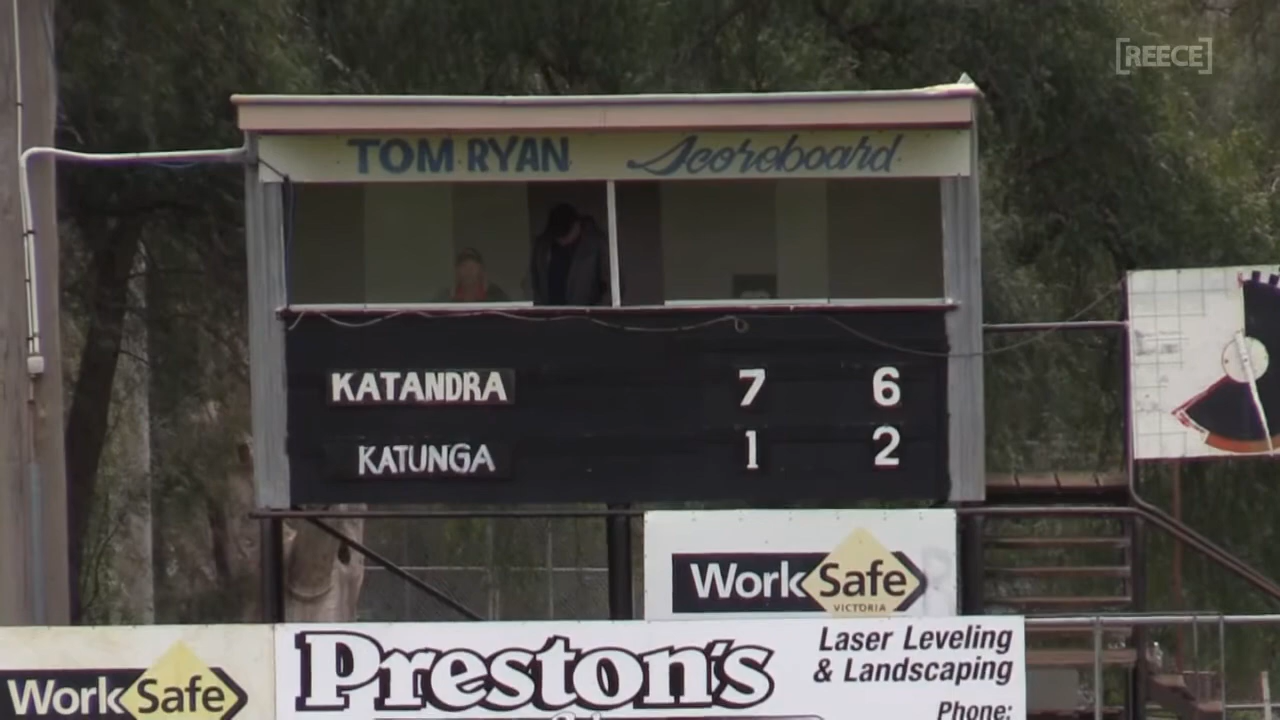 [REECE]
TOM RYAN Scoreboard
KATANDRA 7 6
KATUNGA 1 2
WorkSafe
VICTORIA
WorkSafe
Preston's
Laser Leveling
& Landscaping
Phone: